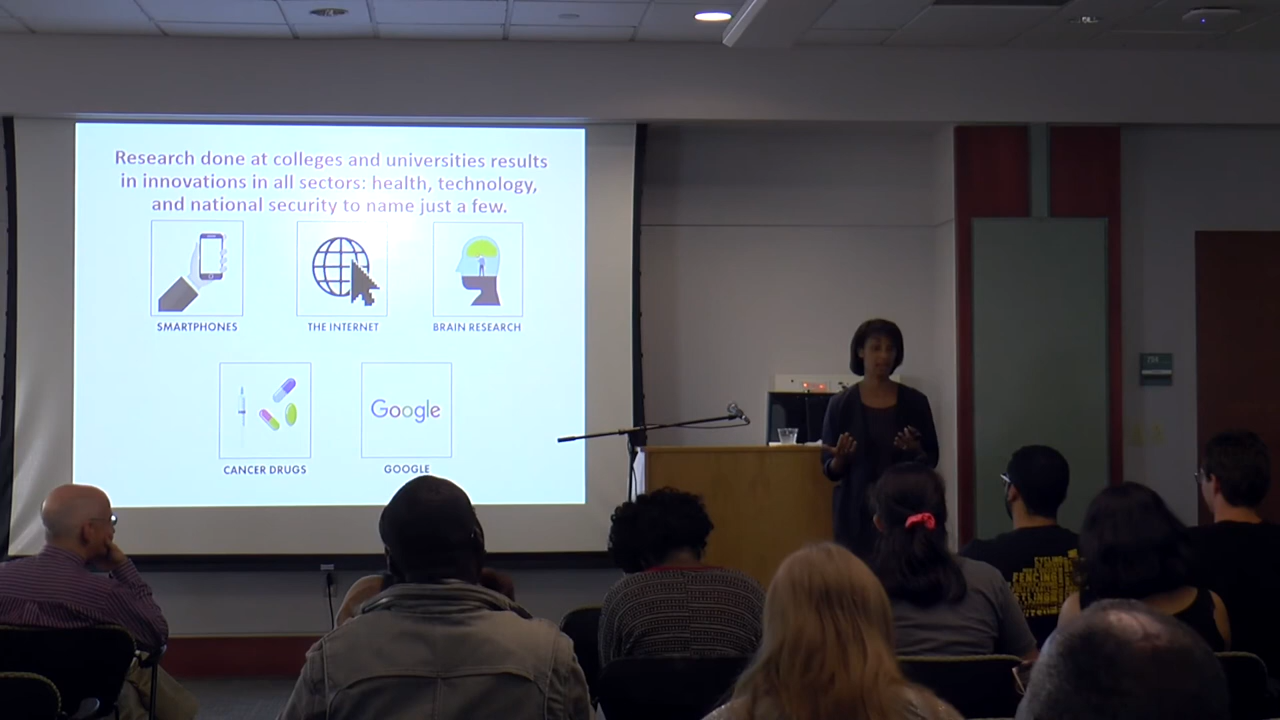 Research done at colleges and universities results
in innovations in all sectors: health, technology,
and national security to name just a few.
SMARTPHONES
THE INTERNET
BRAIN RESEARCH
Google
CANCER DRUGS
GOOGLE
FENCING